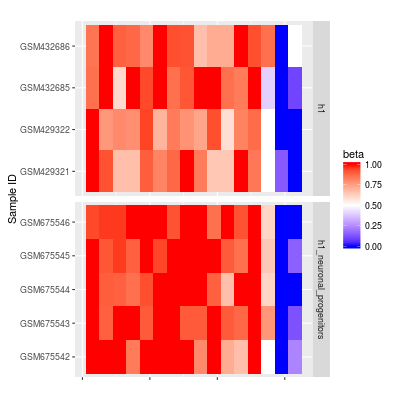 GSM432686
GSM432685
GSM429322
GSM429321
h1
GSM675546
GSM675545
GSM675544
GSM675543
GSM675542
h1_neuronal_progenitors
Sample ID
beta
1.00
0.75
0.50
0.25
0.00